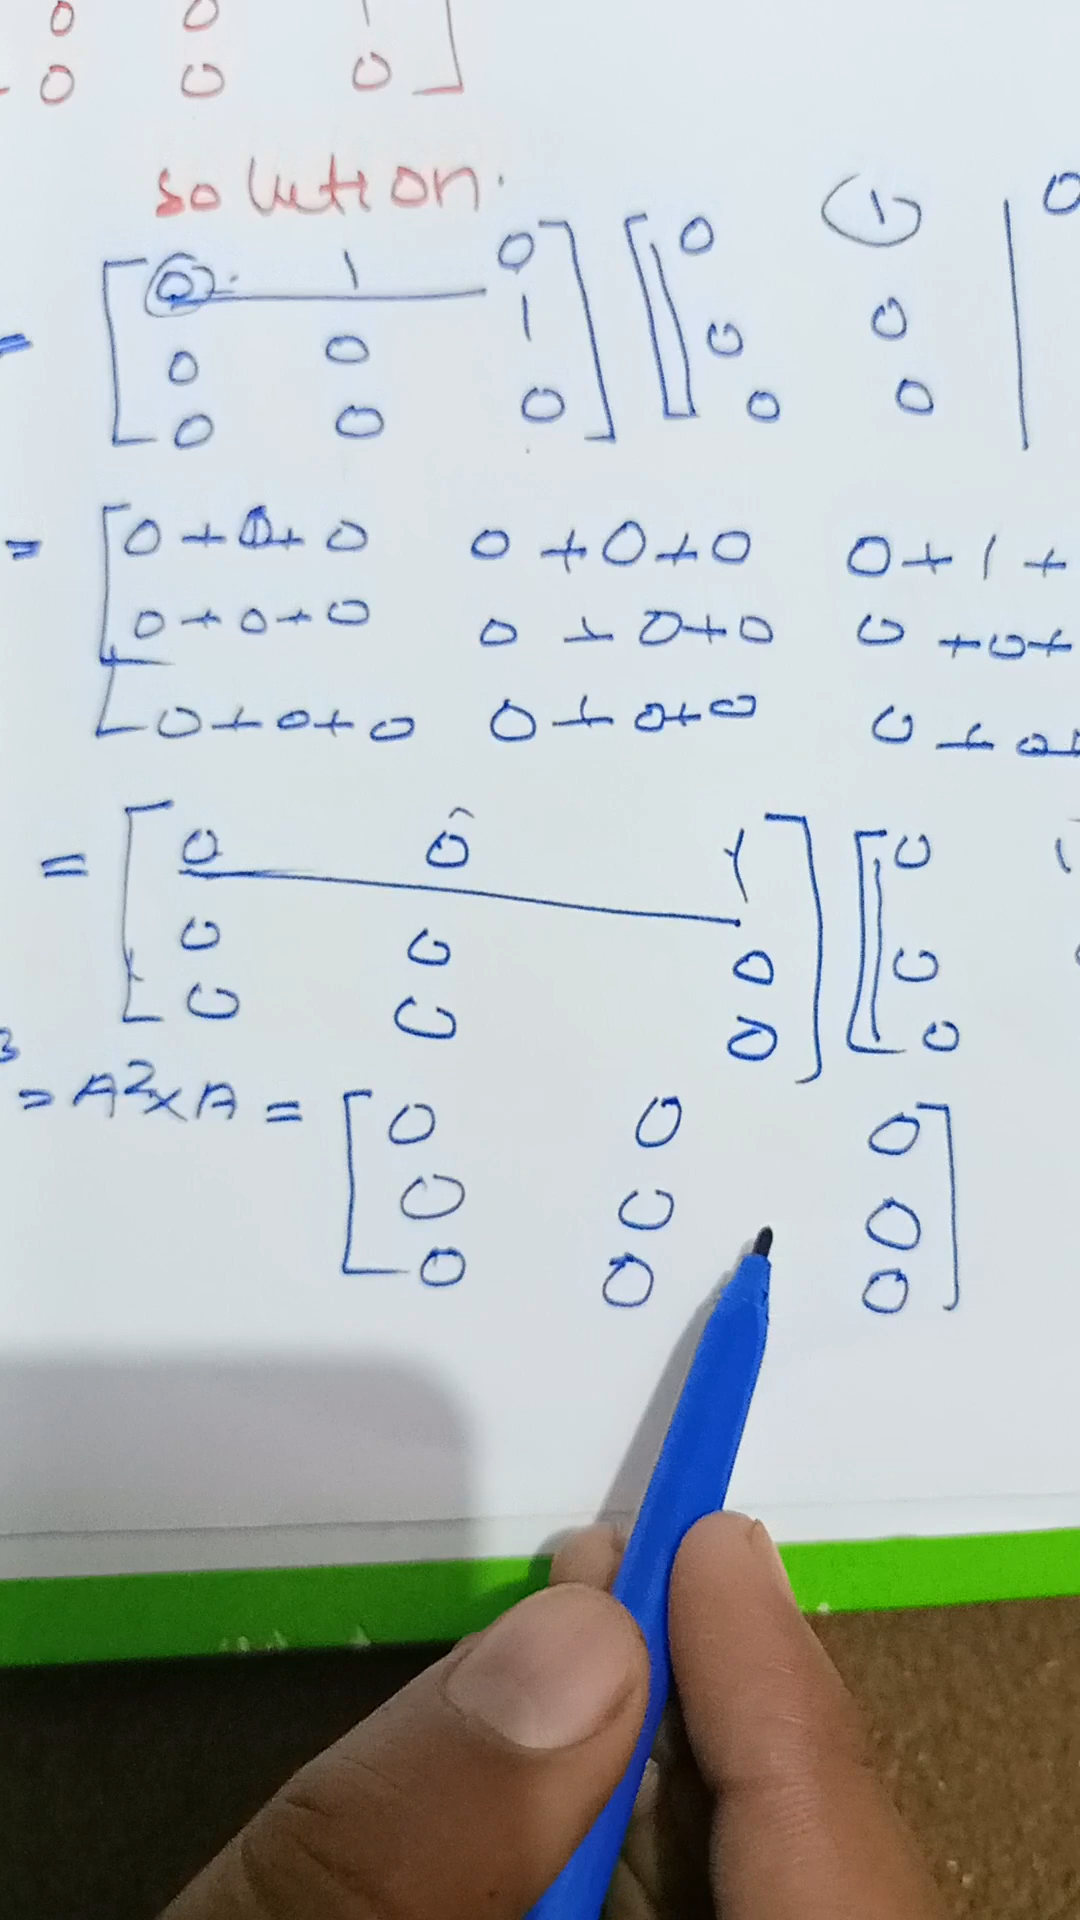 0 0 1
0 0 0 ]
solution.
= [ 0 1 0 ] [ 0 1 0
0 0 1 0 0
0 0 0 0 0
= [ 0+0+0 0+0+0 0+1+
0+0+0 0+0+0 0+0+
0+0+0 0+0+0 0+0+
= [ 0 0 1 ] [ 0 1
0 0 0 0
0 0 0 0
3 = A²×A = [ 0 0 0 ]
0 0 0
0 0 0